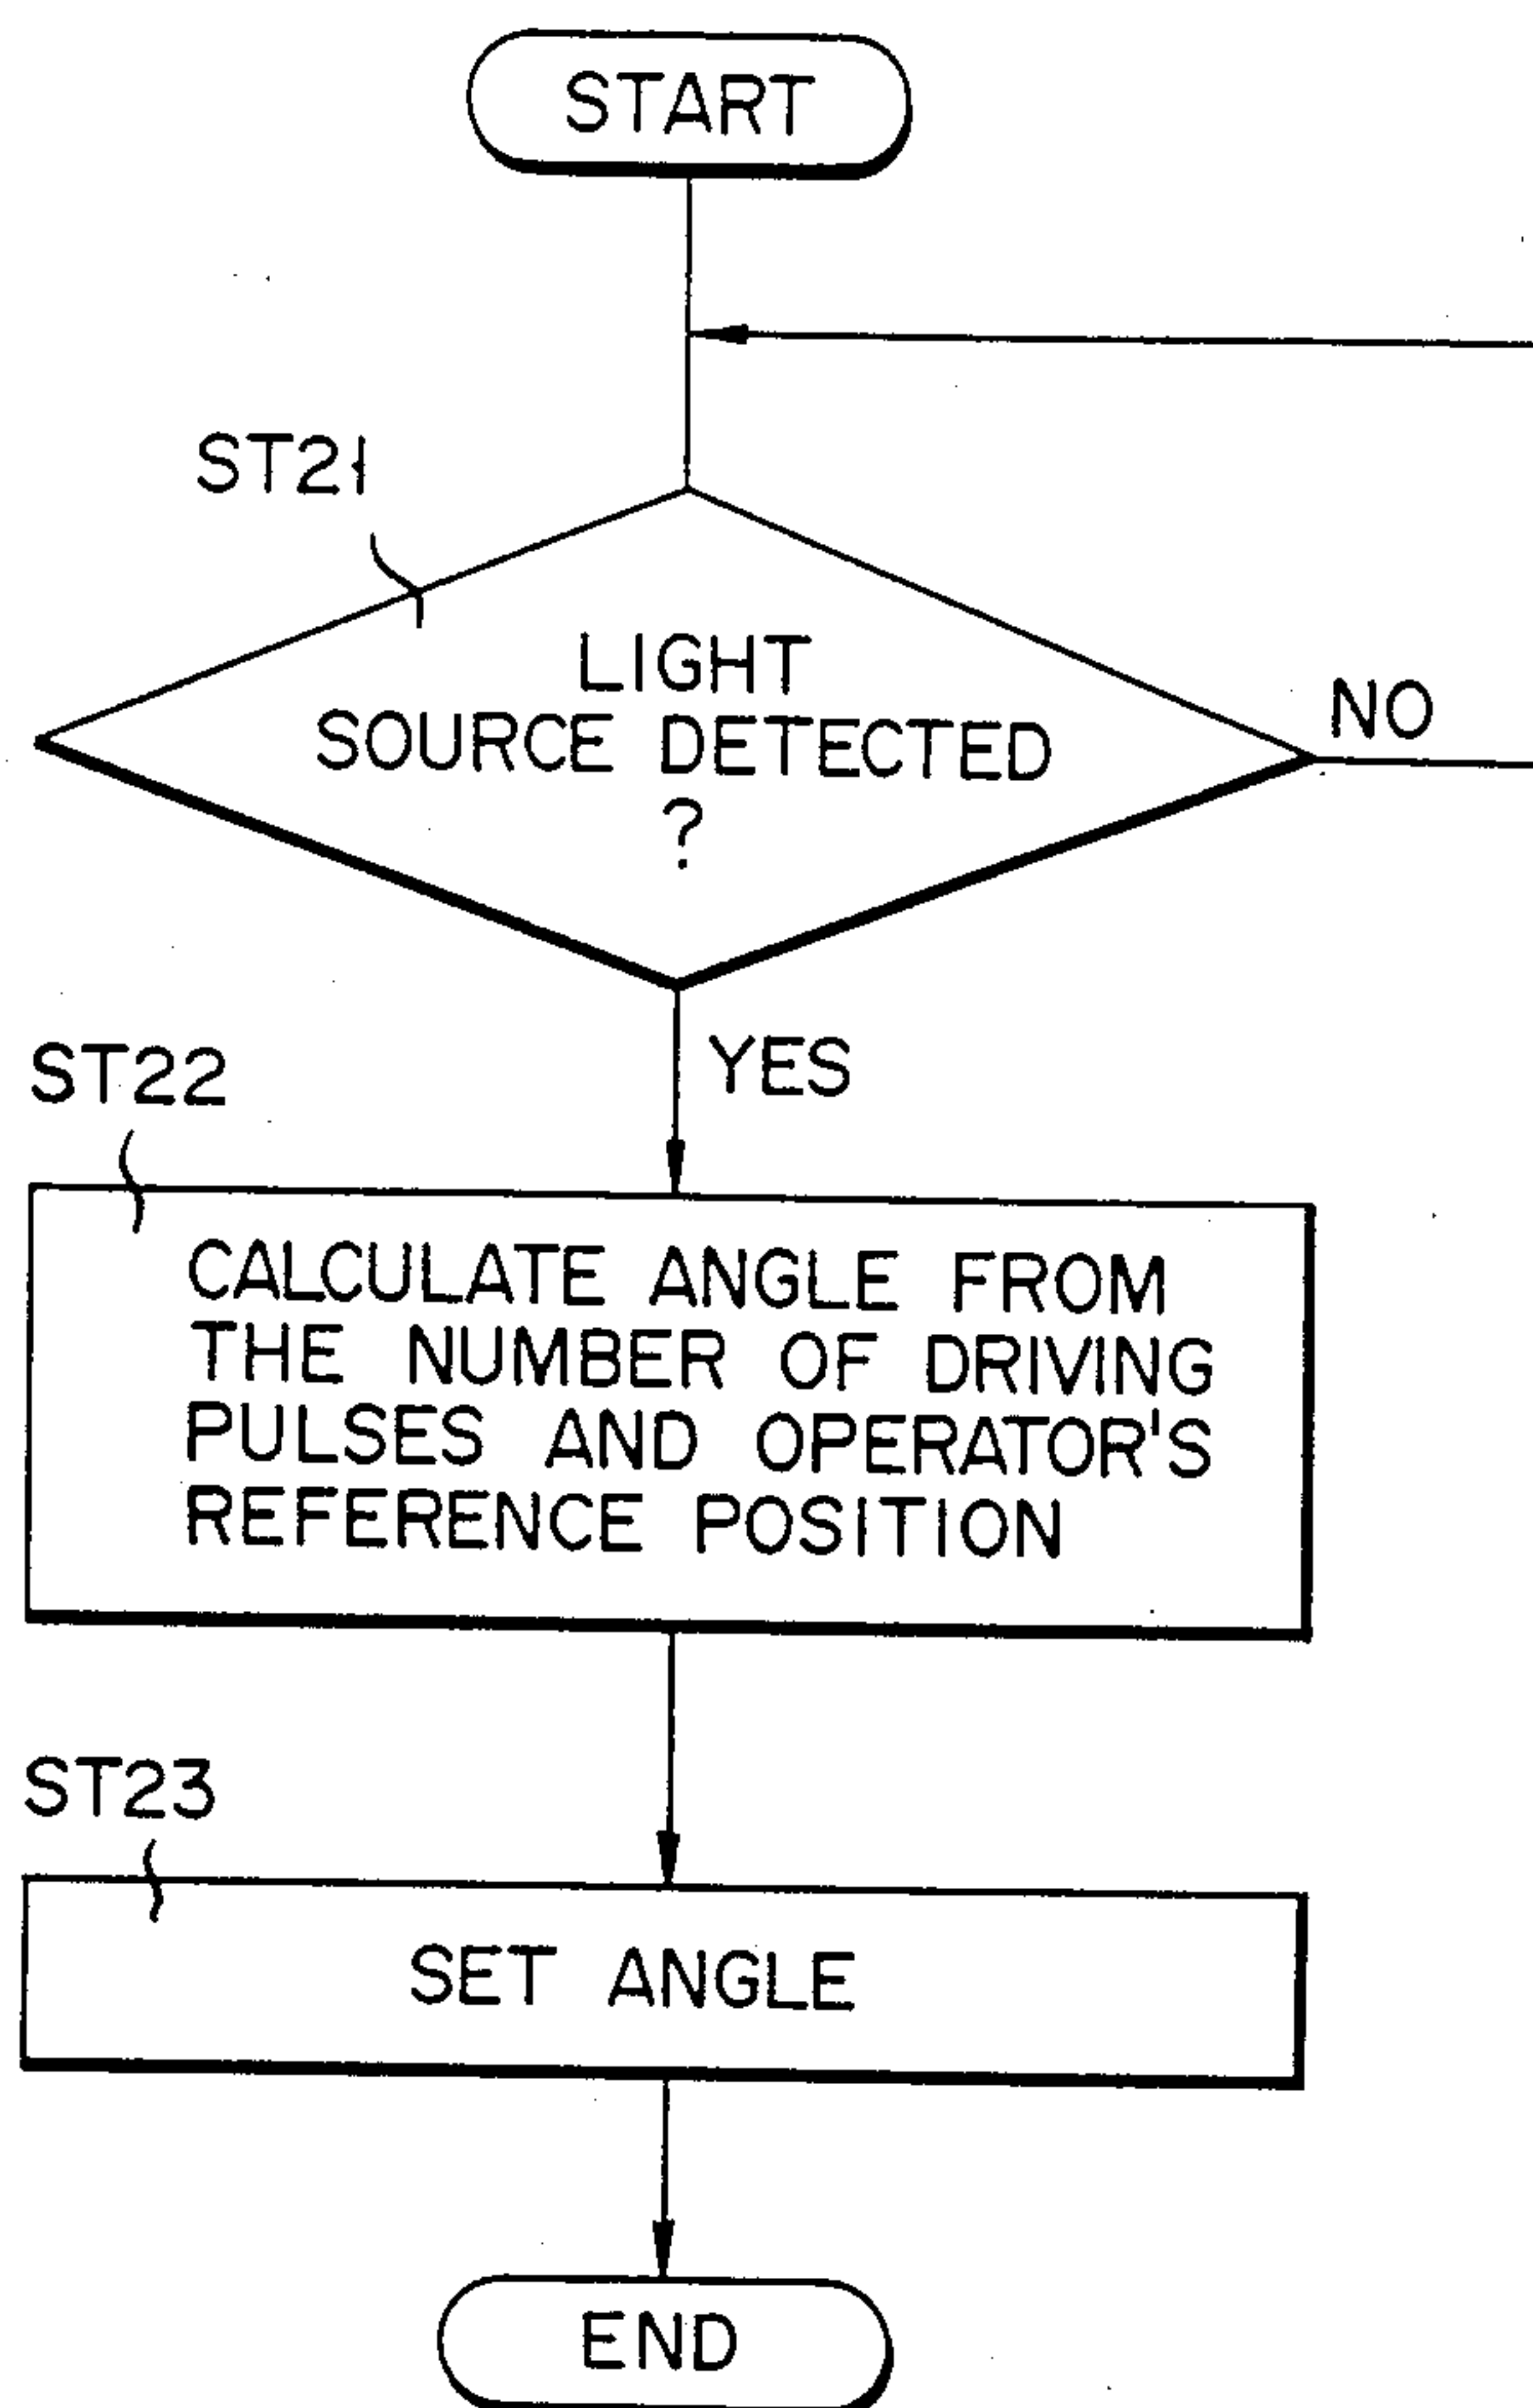 START
ST21
LIGHT
SOURCE DETECTED
?
NO
YES
ST22
CALCULATE ANGLE FROM
THE NUMBER OF DRIVING
PULSES AND OPERATOR'S
REFERENCE POSITION
ST23
SET ANGLE
END